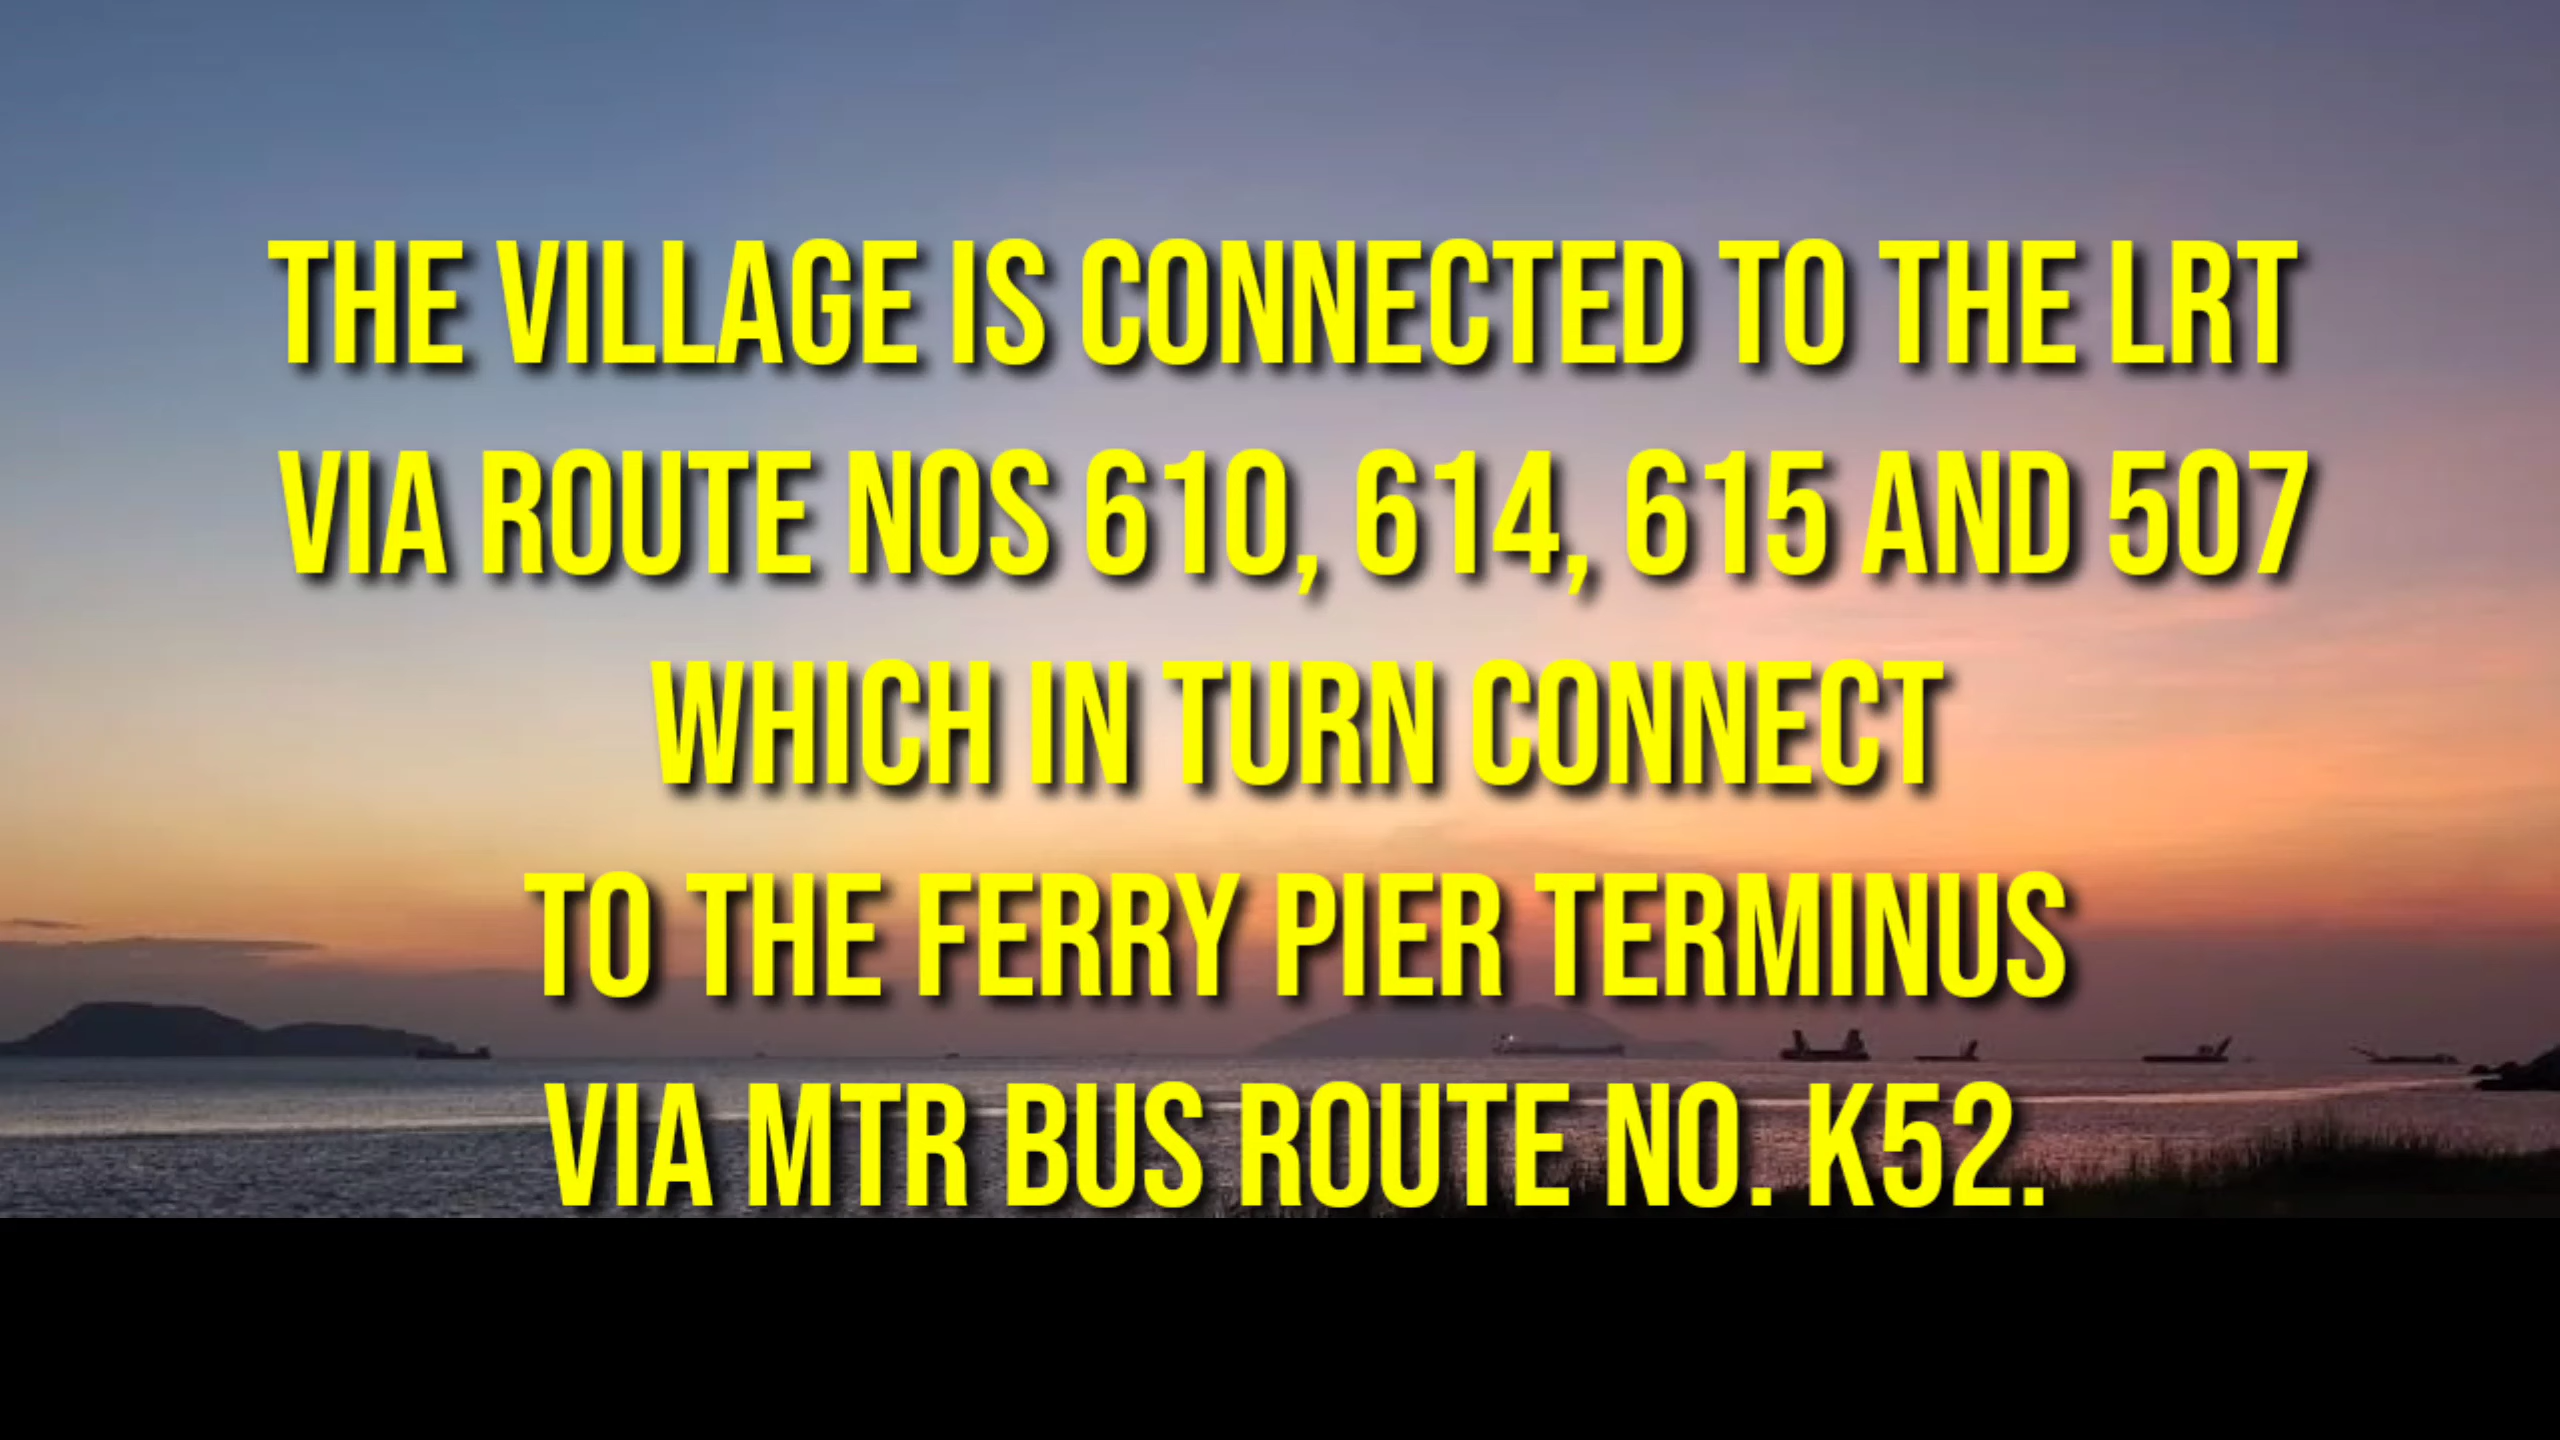 THE VILLAGE IS CONNECTED TO THE LRT
VIA ROUTE NOS 610, 614, 615 AND 507
WHICH IN TURN CONNECT
TO THE FERRY PIER TERMINUS
VIA MTR BUS ROUTE NO. K52.